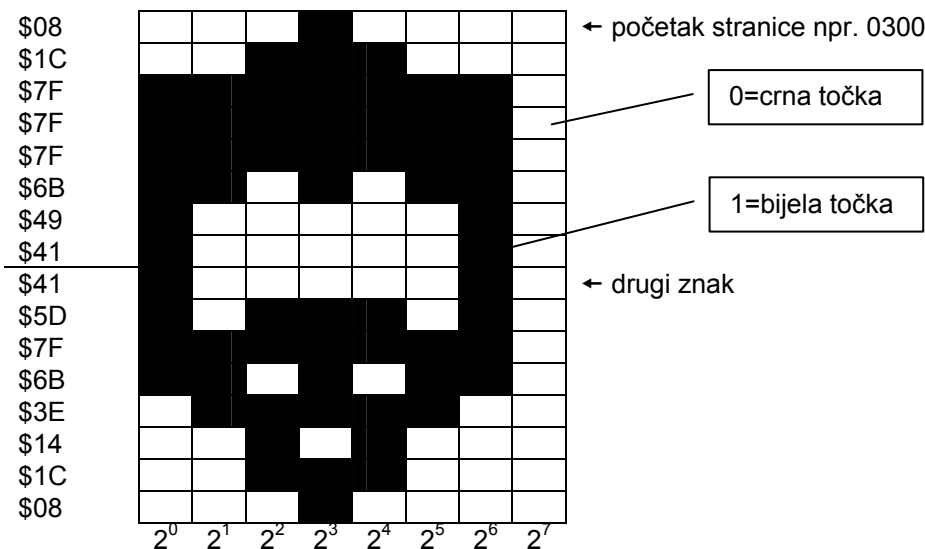 $08 ← početak stranice npr. 0300
$1C
$7F 0=crna točka
$7F
$7F
$6B
$49 1=bijela točka
$41
$41 ← drugi znak
$5D
$7F
$6B
$3E
$14
$1C
$08
2⁰ 2¹ 2² 2³ 2⁴ 2⁵ 2⁶ 2⁷